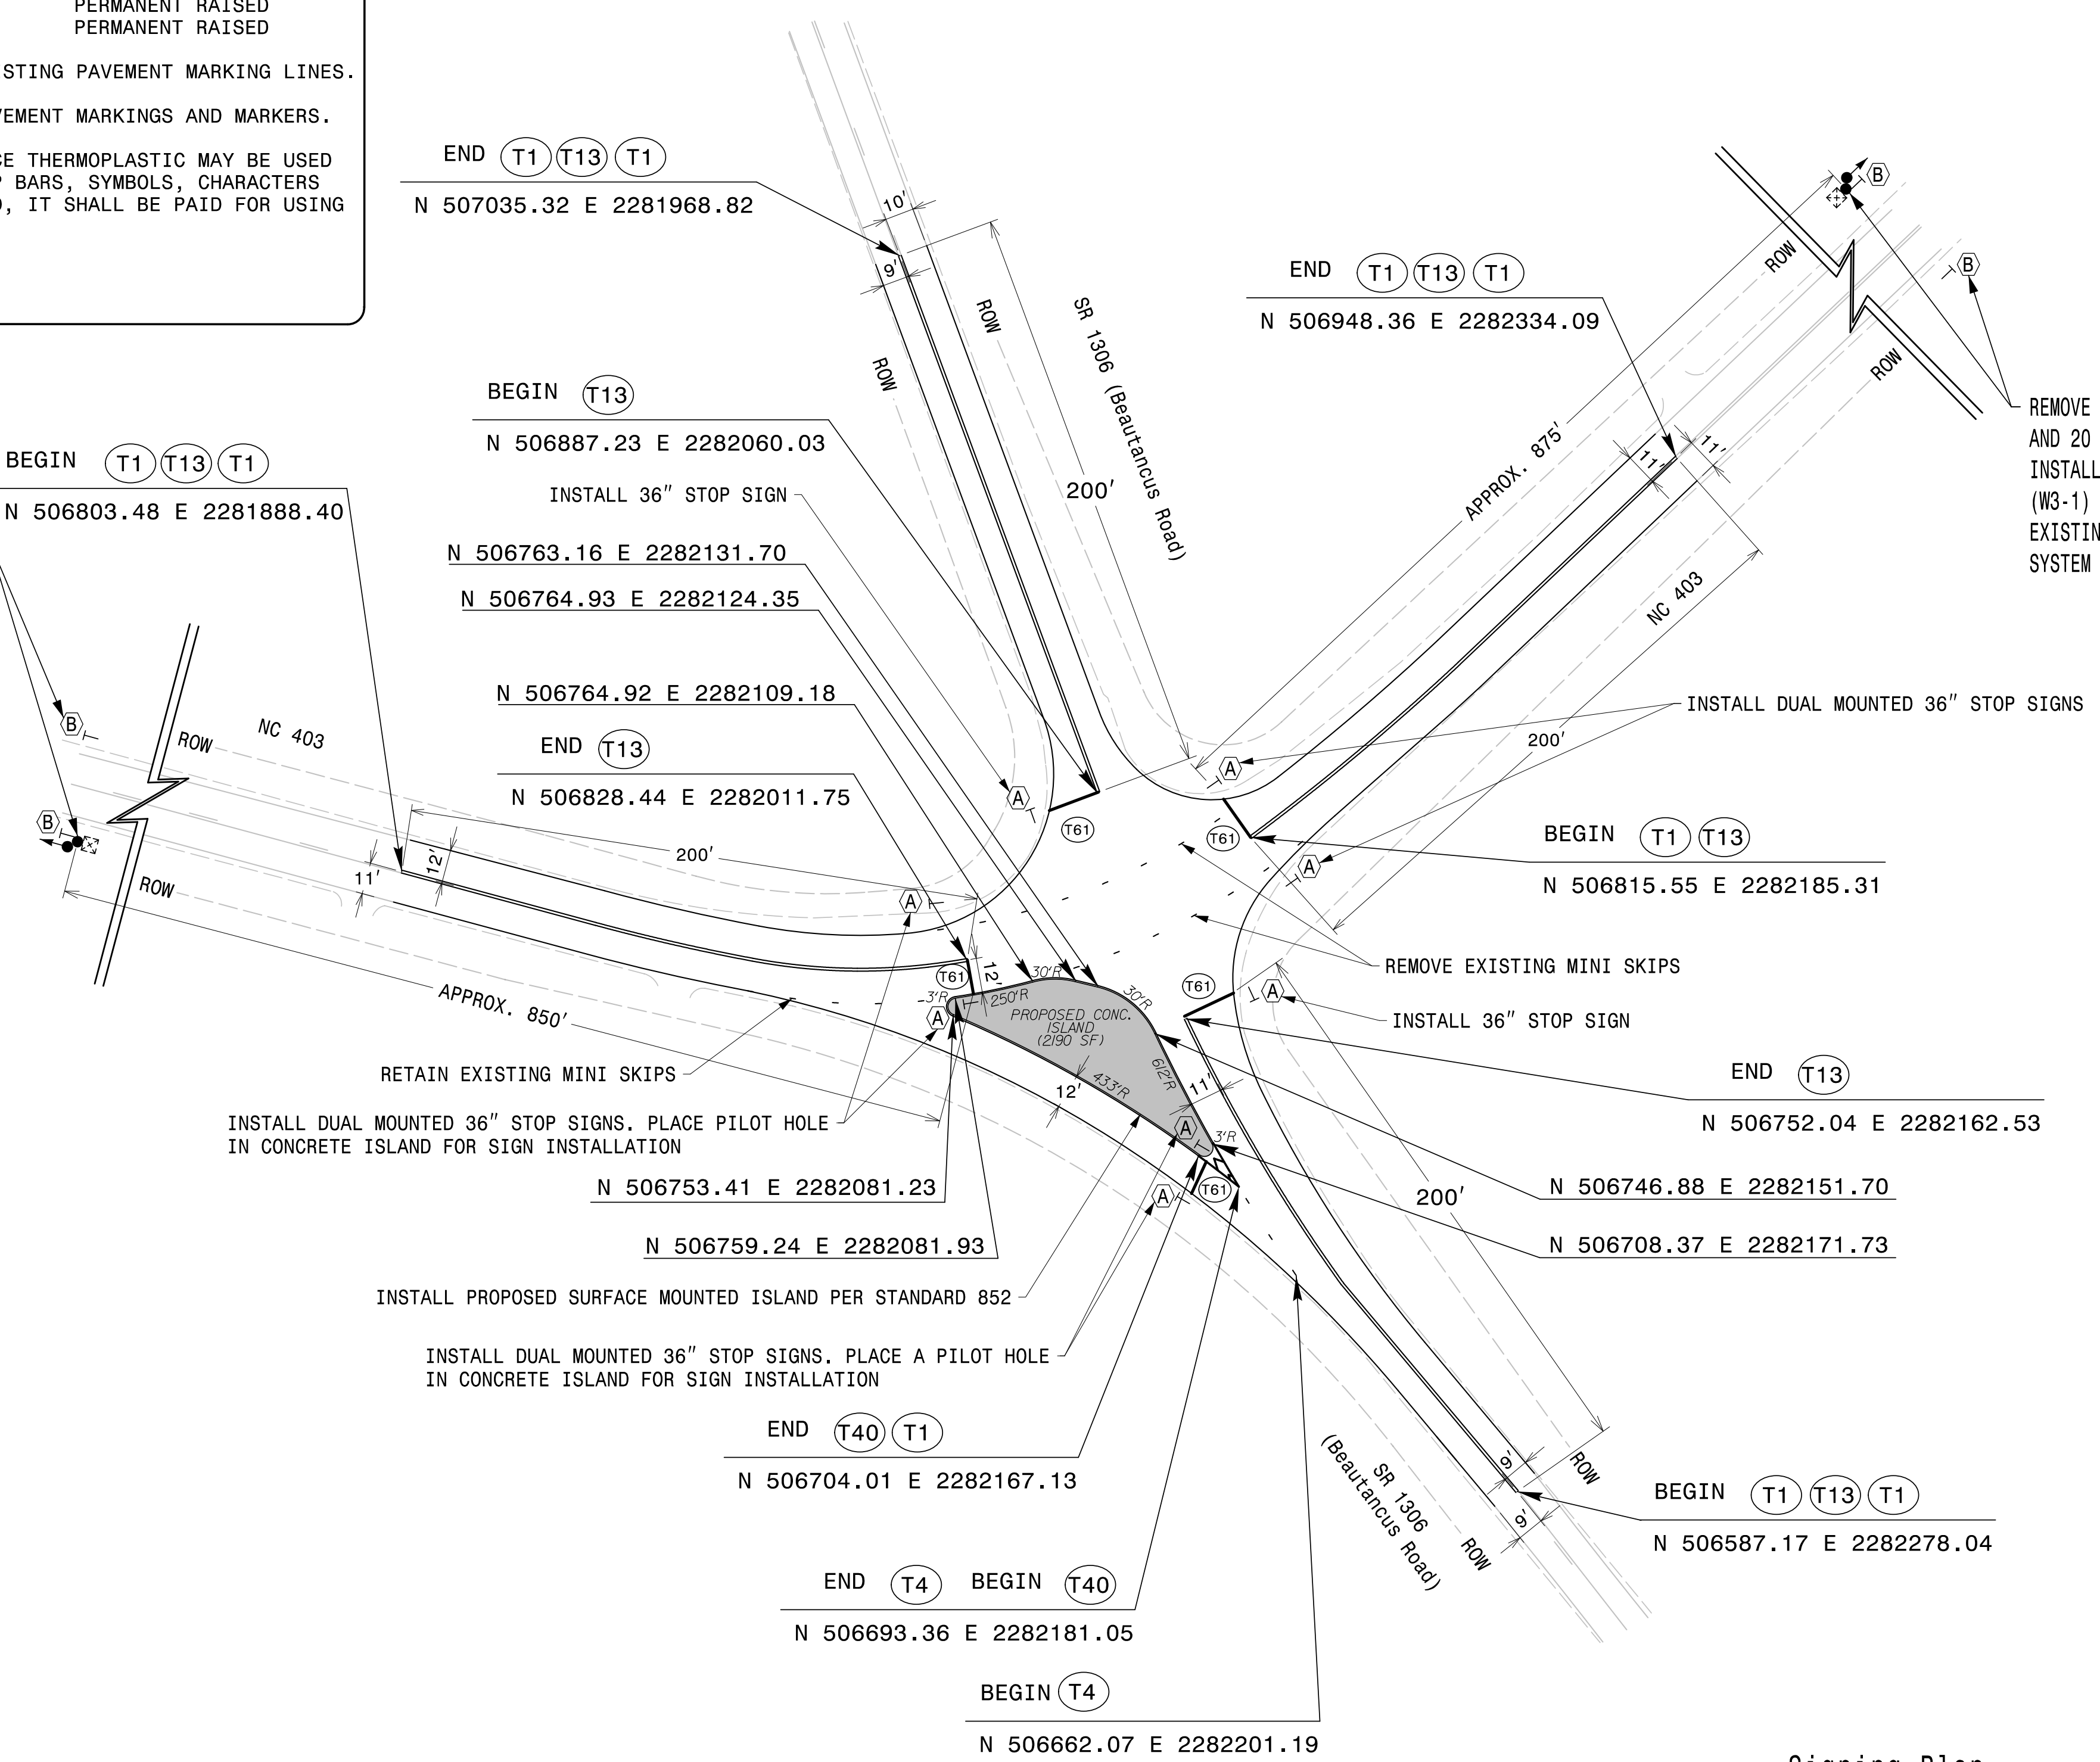 PERMANENT RAISED
PERMANENT RAISED
STING PAVEMENT MARKING LINES.
VEMENT MARKINGS AND MARKERS.
CE THERMOPLASTIC MAY BE USED
P BARS, SYMBOLS, CHARACTERS
D, IT SHALL BE PAID FOR USING
END T1 T13 T1
N 507035.32 E 2281968.82
10'
9'
ROW
ROW
SR 1306 (Beautancus Road)
200'
END T1 T13 T1
N 506948.36 E 2282334.09
B
B
ROW
ROW
REMOVE
AND 20
INSTALL
(W3-1)
EXISTIN
SYSTEM
APPROX. 875'
11'
11'
NC 403
200'
BEGIN T13
N 506887.23 E 2282060.03
INSTALL 36" STOP SIGN
BEGIN T1 T13 T1
N 506803.48 E 2281888.40
N 506763.16 E 2282131.70
N 506764.93 E 2282124.35
N 506764.92 E 2282109.18
END T13
N 506828.44 E 2282011.75
B
B
ROW
NC 403
ROW
200'
12'
11'
APPROX. 850'
A
T61
A
T61
A
INSTALL DUAL MOUNTED 36" STOP SIGNS
BEGIN T1 T13
N 506815.55 E 2282185.31
A
T61
12'
REMOVE EXISTING MINI SKIPS
T61
A
INSTALL 36" STOP SIGN
A
3'R
250'R
30'R
30'R
PROPOSED CONC.
ISLAND
(2190 SF)
612'R
433'R
12'
11'
A
3'R
T61
A
RETAIN EXISTING MINI SKIPS
INSTALL DUAL MOUNTED 36" STOP SIGNS. PLACE PILOT HOLE
IN CONCRETE ISLAND FOR SIGN INSTALLATION
END T13
N 506752.04 E 2282162.53
N 506753.41 E 2282081.23
N 506746.88 E 2282151.70
200'
N 506759.24 E 2282081.93
N 506708.37 E 2282171.73
INSTALL PROPOSED SURFACE MOUNTED ISLAND PER STANDARD 852
INSTALL DUAL MOUNTED 36" STOP SIGNS. PLACE A PILOT HOLE
IN CONCRETE ISLAND FOR SIGN INSTALLATION
END T40 T1
N 506704.01 E 2282167.13
SR 1306
(Beautancus Road)
9'
9'
ROW
ROW
BEGIN T1 T13 T1
N 506587.17 E 2282278.04
END T4 BEGIN T40
N 506693.36 E 2282181.05
BEGIN T4
N 506662.07 E 2282201.19
Signing Plan